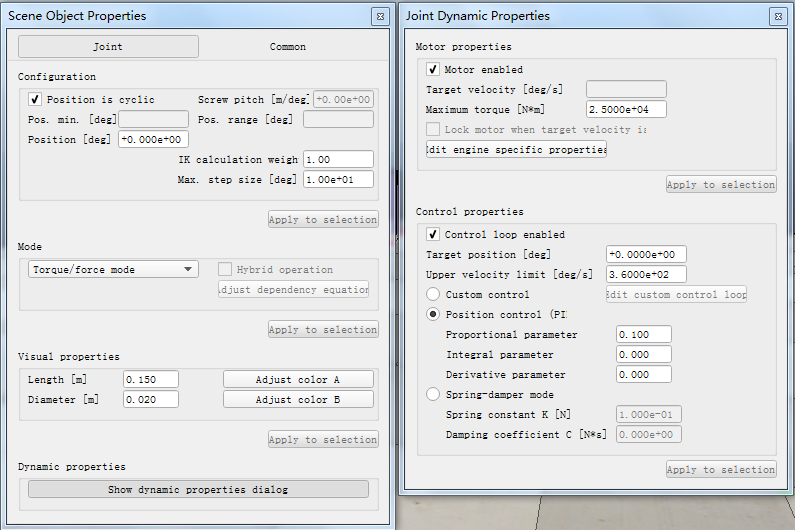 Scene Object Properties
Joint
Common
Configuration
Position is cyclic
Screw pitch [m/deg]
+0.00e+00
Pos. min. [deg]
Pos. range [deg]
Position [deg]
+0.000e+00
IK calculation weigh
1.00
Max. step size [deg]
1.00e+01
Apply to selection
Mode
Torque/force mode
Hybrid operation
djust dependency equation
Apply to selection
Visual properties
Length [m]
0.150
Adjust color A
Diameter [m]
0.020
Adjust color B
Apply to selection
Dynamic properties
Show dynamic properties dialog
Joint Dynamic Properties
Motor properties
Motor enabled
Target velocity [deg/s]
Maximum torque [N*m]
2.5000e+04
Lock motor when target velocity is
dit engine specific properties
Apply to selection
Control properties
Control loop enabled
Target position [deg]
+0.0000e+00
Upper velocity limit [deg/s]
3.6000e+02
Custom control
dit custom control loop
Position control (PI
Proportional parameter
0.100
Integral parameter
0.000
Derivative parameter
0.000
Spring-damper mode
Spring constant K [N]
1.000e-01
Damping coefficient C [N*s]
0.000e+00
Apply to selection